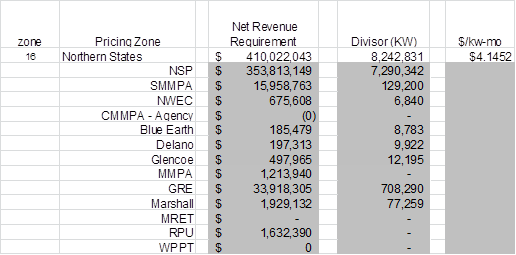 Net Revenue
zone Pricing Zone Requirement Divisor (KW) $/kw-mo
16 Northern States $ 410,022,043 8,242,831 $4.1452
NSP $ 353,813,149 7,290,342
SMMPA $ 15,958,763 129,200
NWEC $ 675,608 6,840
CMMPA - Agency $ (0) -
Blue Earth $ 185,479 8,783
Delano $ 197,313 9,922
Glencoe $ 497,965 12,195
MMPA $ 1,213,940 -
GRE $ 33,918,305 708,290
Marshall $ 1,929,132 77,259
MRET $ - -
RPU $ 1,632,390 -
WPPT $ 0 -